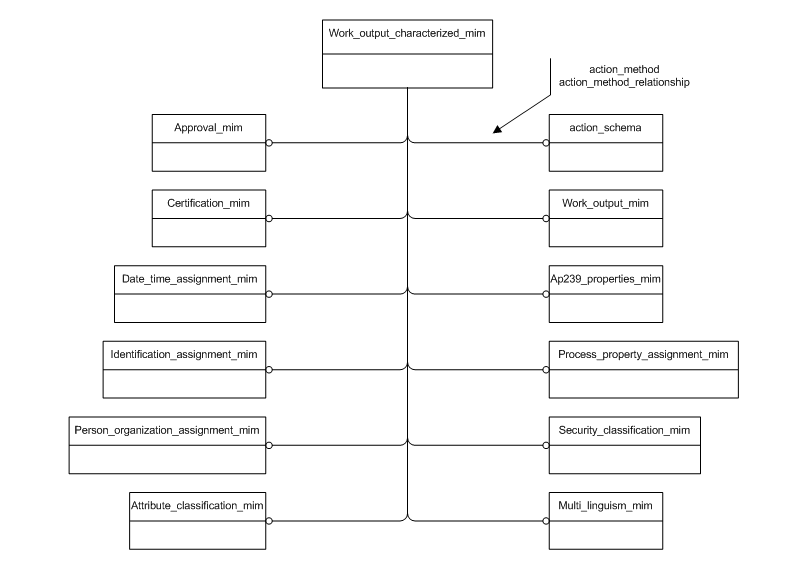 Work_output_characterized_mim
action_method
action_method_relationship
Approval_mim
action_schema
Certification_mim
Work_output_mim
Date_time_assignment_mim
Ap239_properties_mim
Identification_assignment_mim
Process_property_assignment_mim
Person_organization_assignment_mim
Security_classification_mim
Attribute_classification_mim
Multi_linguism_mim